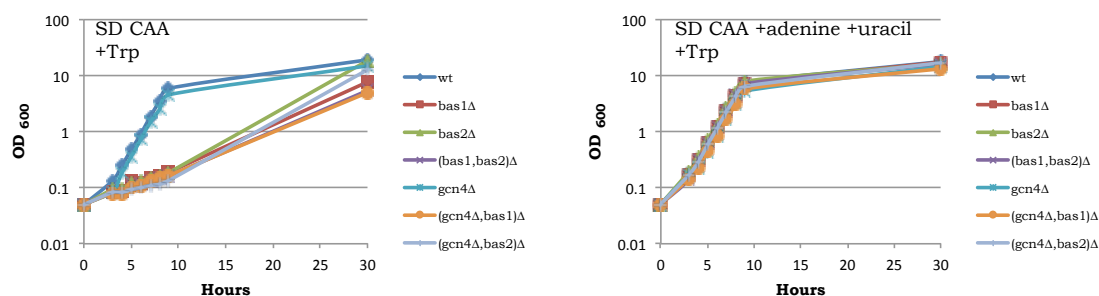 SD CAA
+Trp
100
10
1
0.1
0.01
OD 600
0 5 10 15 20 25 30
Hours
wt
bas1Δ
bas2Δ
(bas1,bas2)Δ
gcn4Δ
(gcn4Δ,bas1)Δ
(gcn4Δ,bas2)Δ
SD CAA +adenine +uracil
+Trp
100
10
1
0.1
0.01
OD 600
0 5 10 15 20 25 30
Hours
wt
bas1Δ
bas2Δ
(bas1,bas2)Δ
gcn4Δ
(gcn4Δ,bas1)Δ
(gcn4Δ,bas2)Δ